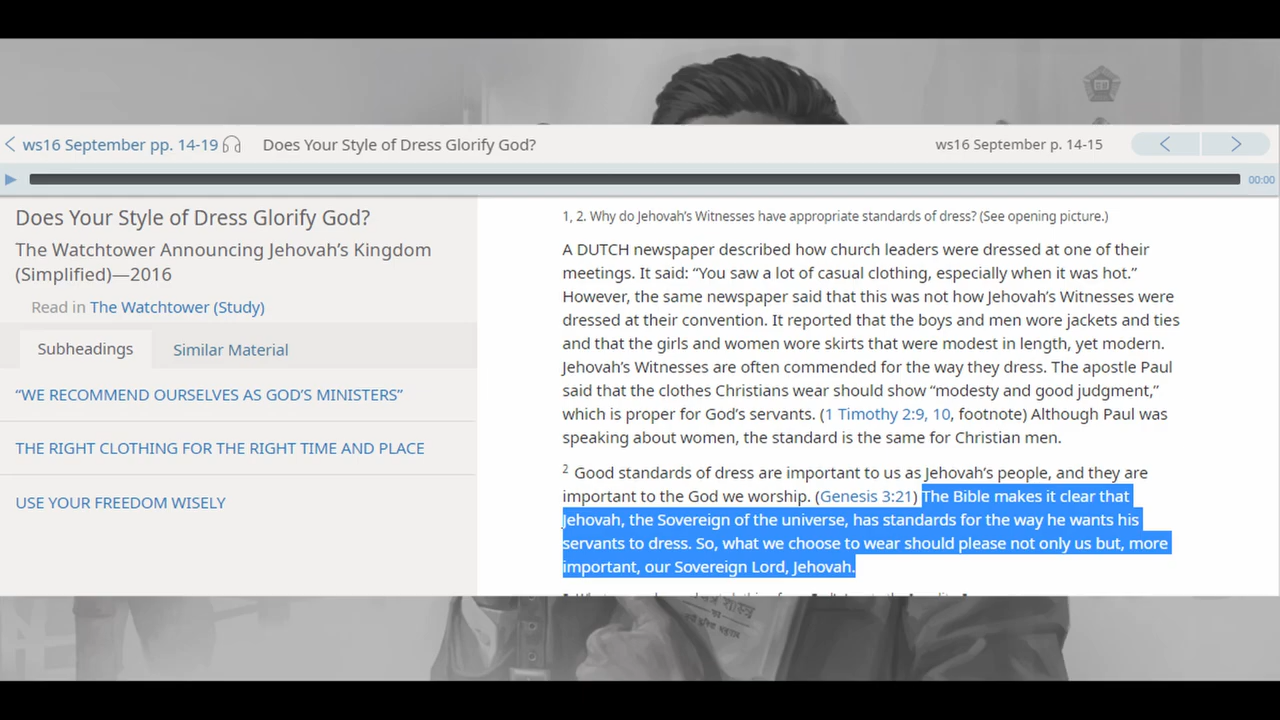 ws16 September pp. 14-19
Does Your Style of Dress Glorify God?
ws16 September p. 14-15
00:00
Does Your Style of Dress Glorify God?
The Watchtower Announcing Jehovah’s Kingdom
(Simplified)—2016
Read in The Watchtower (Study)
Subheadings
Similar Material
“WE RECOMMEND OURSELVES AS GOD’S MINISTERS”
THE RIGHT CLOTHING FOR THE RIGHT TIME AND PLACE
USE YOUR FREEDOM WISELY
1, 2. Why do Jehovah’s Witnesses have appropriate standards of dress? (See opening picture.)
A DUTCH newspaper described how church leaders were dressed at one of their
meetings. It said: “You saw a lot of casual clothing, especially when it was hot.”
However, the same newspaper said that this was not how Jehovah’s Witnesses were
dressed at their convention. It reported that the boys and men wore jackets and ties
and that the girls and women wore skirts that were modest in length, yet modern.
Jehovah’s Witnesses are often commended for the way they dress. The apostle Paul
said that the clothes Christians wear should show “modesty and good judgment,”
which is proper for God’s servants. (1 Timothy 2:9, 10, footnote) Although Paul was
speaking about women, the standard is the same for Christian men.
2 Good standards of dress are important to us as Jehovah’s people, and they are
important to the God we worship. (Genesis 3:21) The Bible makes it clear that
Jehovah, the Sovereign of the universe, has standards for the way he wants his
servants to dress. So, what we choose to wear should please not only us but, more
important, our Sovereign Lord, Jehovah.